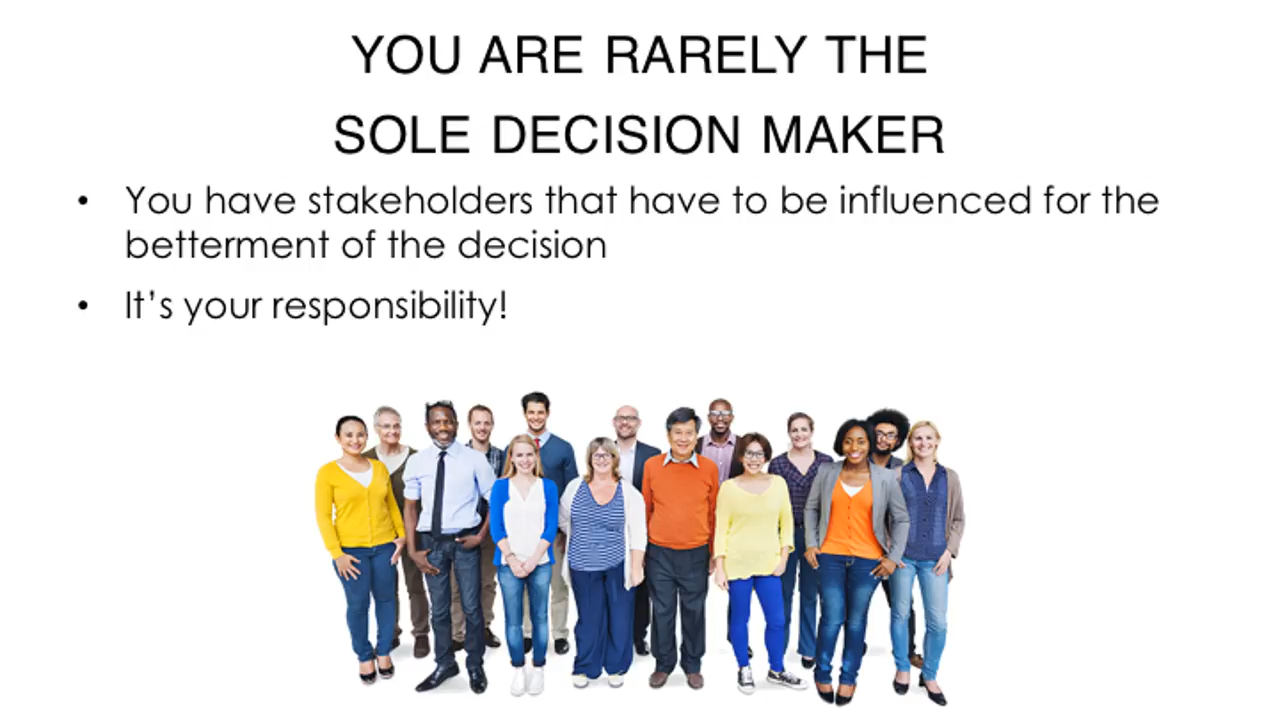 YOU ARE RARELY THE
SOLE DECISION MAKER
• You have stakeholders that have to be influenced for the
betterment of the decision
• It’s your responsibility!